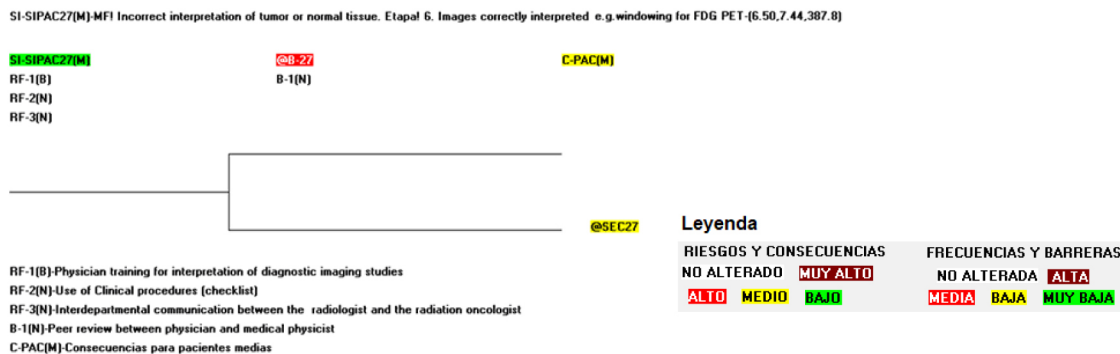 SI-SIPAC27(M)-MF! Incorrect interpretation of tumor or normal tissue. Etapa! 6. Images correctly interpreted e.g.windowing for FDG PET-(6.50,7.44,387.8)
SI-SIPAC27(M) @B-27 C-PAC(M)
RF-1(B) B-1(N)
RF-2(N)
RF-3(N)
@SEC27
Leyenda
RIESGOS Y CONSECUENCIAS FRECUENCIAS Y BARRERAS
NO ALTERADO MUY ALTO NO ALTERADA ALTA
ALTO MEDIO BAJO MEDIA BAJA MUY BAJA
RF-1(B)-Physician training for interpretation of diagnostic imaging studies
RF-2(N)-Use of Clinical procedures (checklist)
RF-3(N)-Interdepartmental communication between the radiologist and the radiation oncologist
B-1(N)-Peer review between physician and medical physicist
C-PAC(M)-Consecuencias para pacientes medias